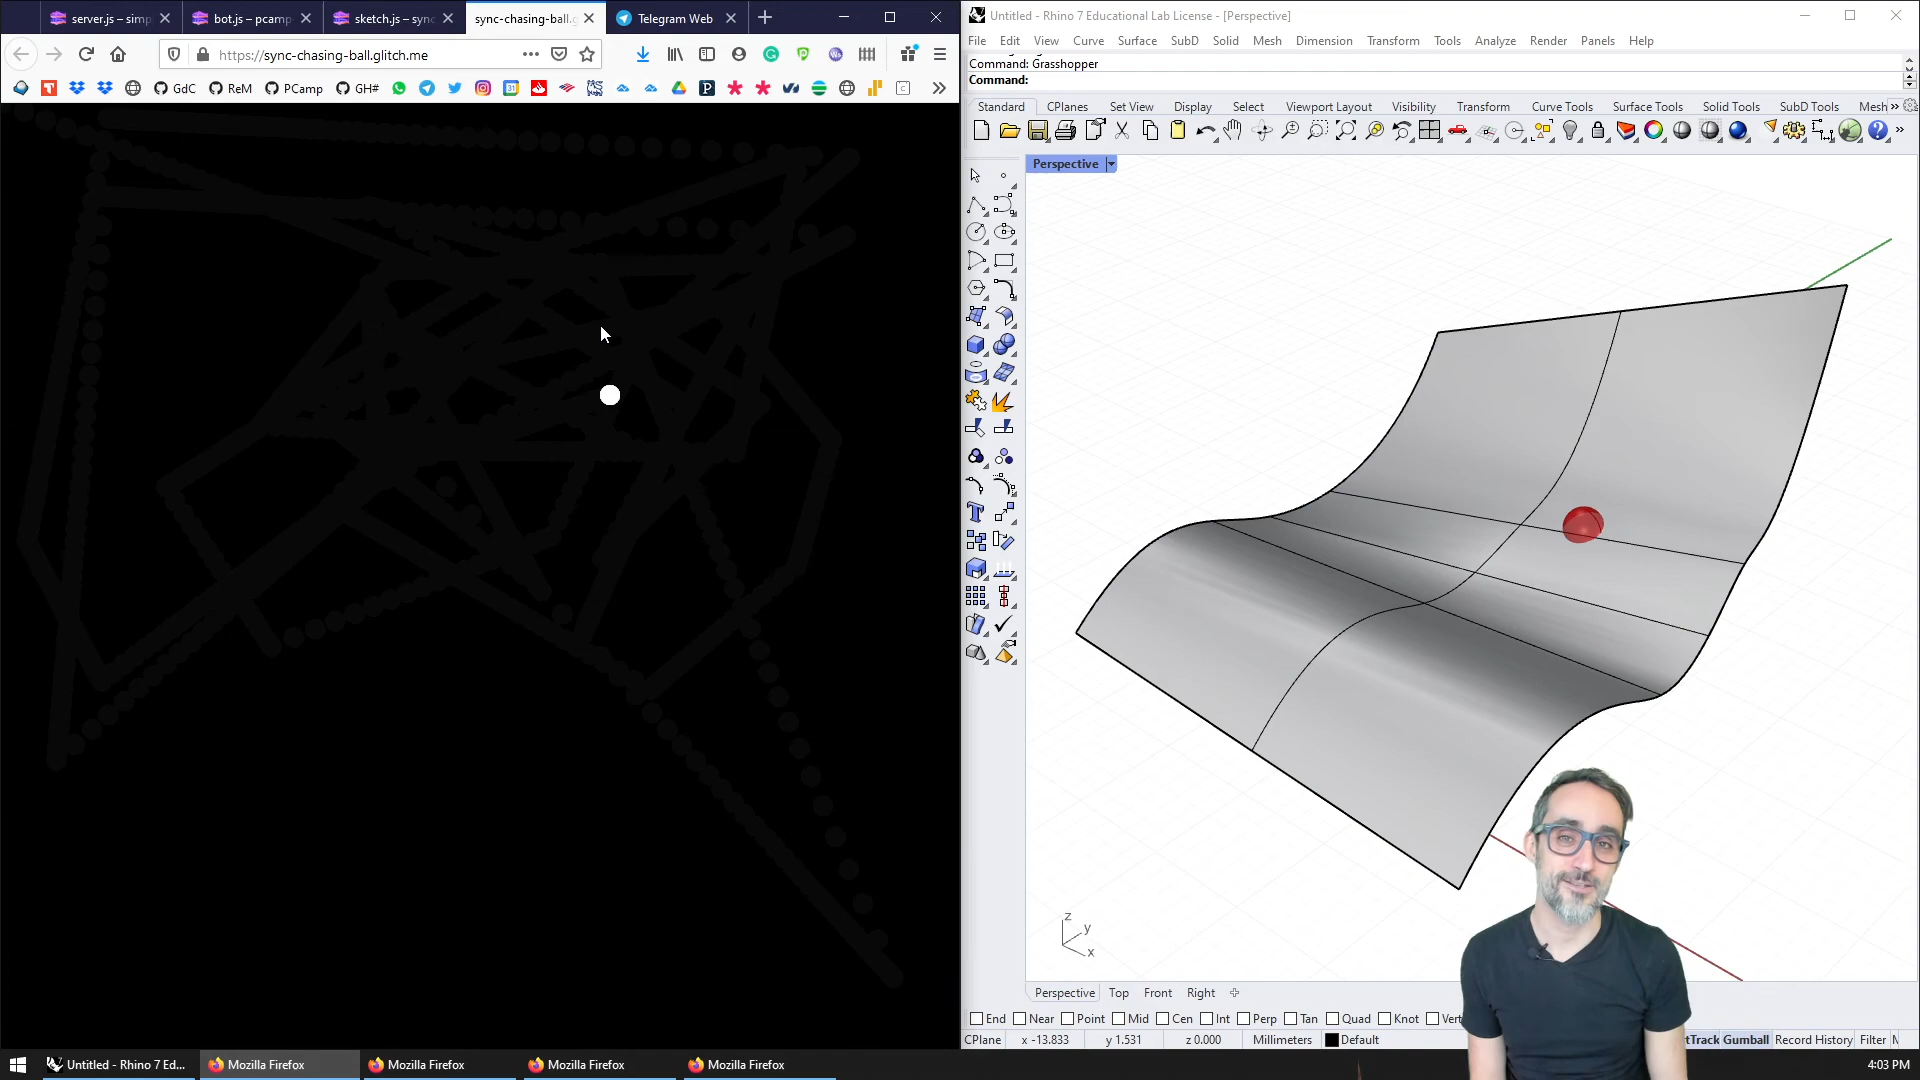 server.js – simp
bot.js – pcamp
sketch.js – sync
sync-chasing-ball.g
Telegram Web
https://sync-chasing-ball.glitch.me
GdC
ReM
PCamp
GH#
Untitled - Rhino 7 Educational Lab License - [Perspective]
File Edit View Curve Surface SubD Solid Mesh Dimension Transform Tools Analyze Render Panels Help
Command: Grasshopper
Command:
Standard CPlanes Set View Display Select Viewport Layout Visibility Transform Curve Tools Surface Tools Solid Tools SubD Tools Mesh
Perspective
z
y
x
Perspective Top Front Right
End Near Point Mid Cen Int Perp Tan Quad Knot Vert
CPlane x -13.833 y 1.531 z 0.000 Millimeters Default tTrack Gumball Record History Filter
Untitled - Rhino 7 Ed...
Mozilla Firefox
Mozilla Firefox
Mozilla Firefox
Mozilla Firefox
4:03 PM